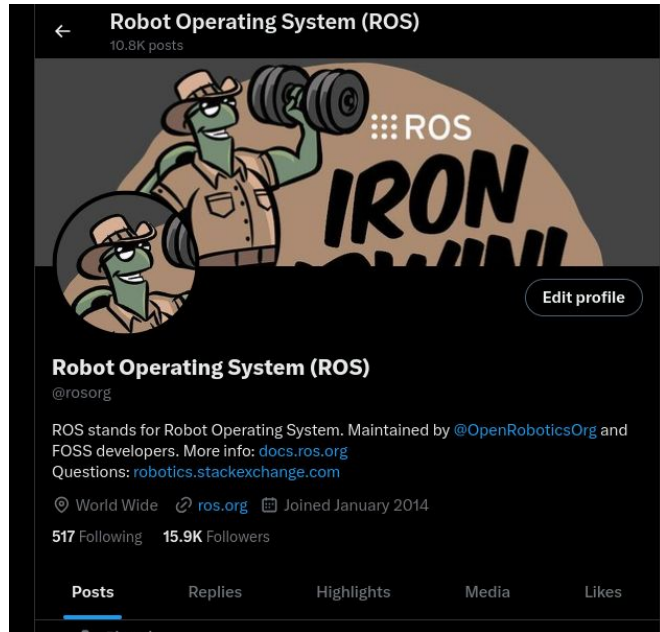 Robot Operating System (ROS)
10.8K posts
ROS
IRON
Edit profile
Robot Operating System (ROS)
@rosorg
ROS stands for Robot Operating System. Maintained by @OpenRoboticsOrg and
FOSS developers. More info: docs.ros.org
Questions: robotics.stackexchange.com
World Wide ros.org Joined January 2014
517 Following 15.9K Followers
Posts Replies Highlights Media Likes